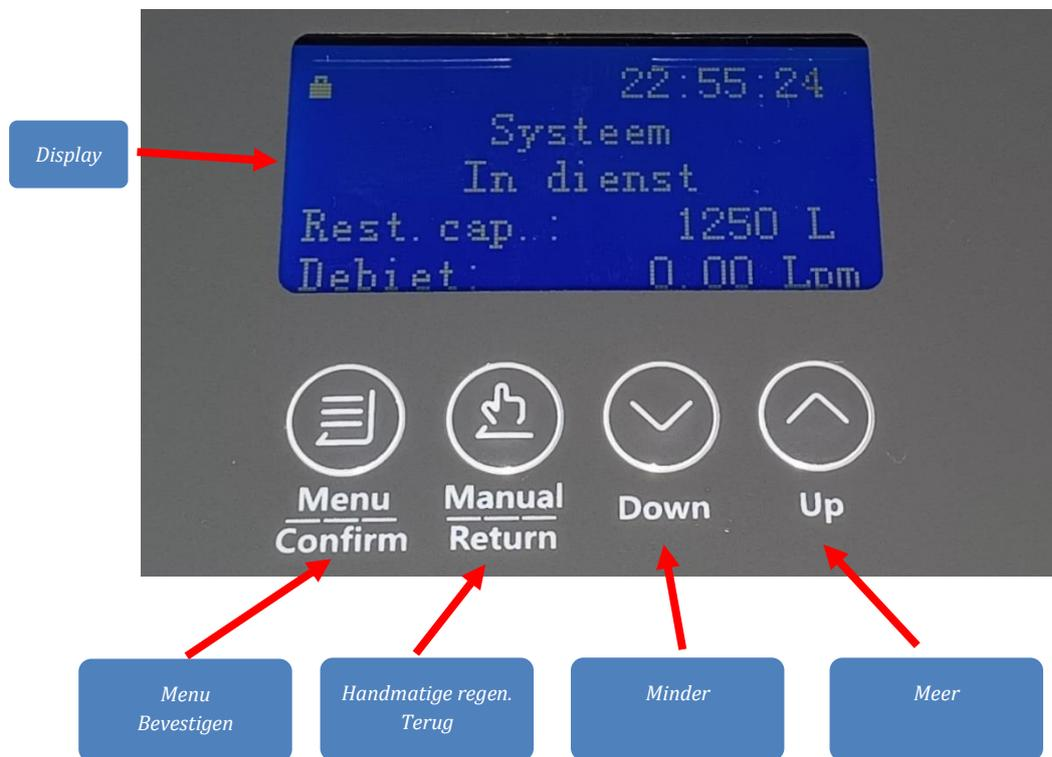 22:55:24
Systeem
In dienst
Rest. cap.: 1250 L
Debiet: 0.00 Lpm
Display
Menu
Confirm
Manual
Return
Down
Up
Menu
Bevestigen
Handmatige regen.
Terug
Minder
Meer